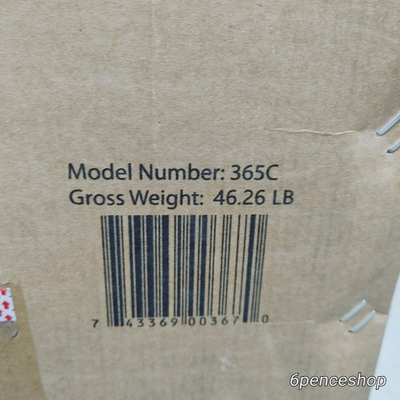 Model Number: 365C
Gross Weight: 46.26 LB
7 43369 00367 0
6penceshop